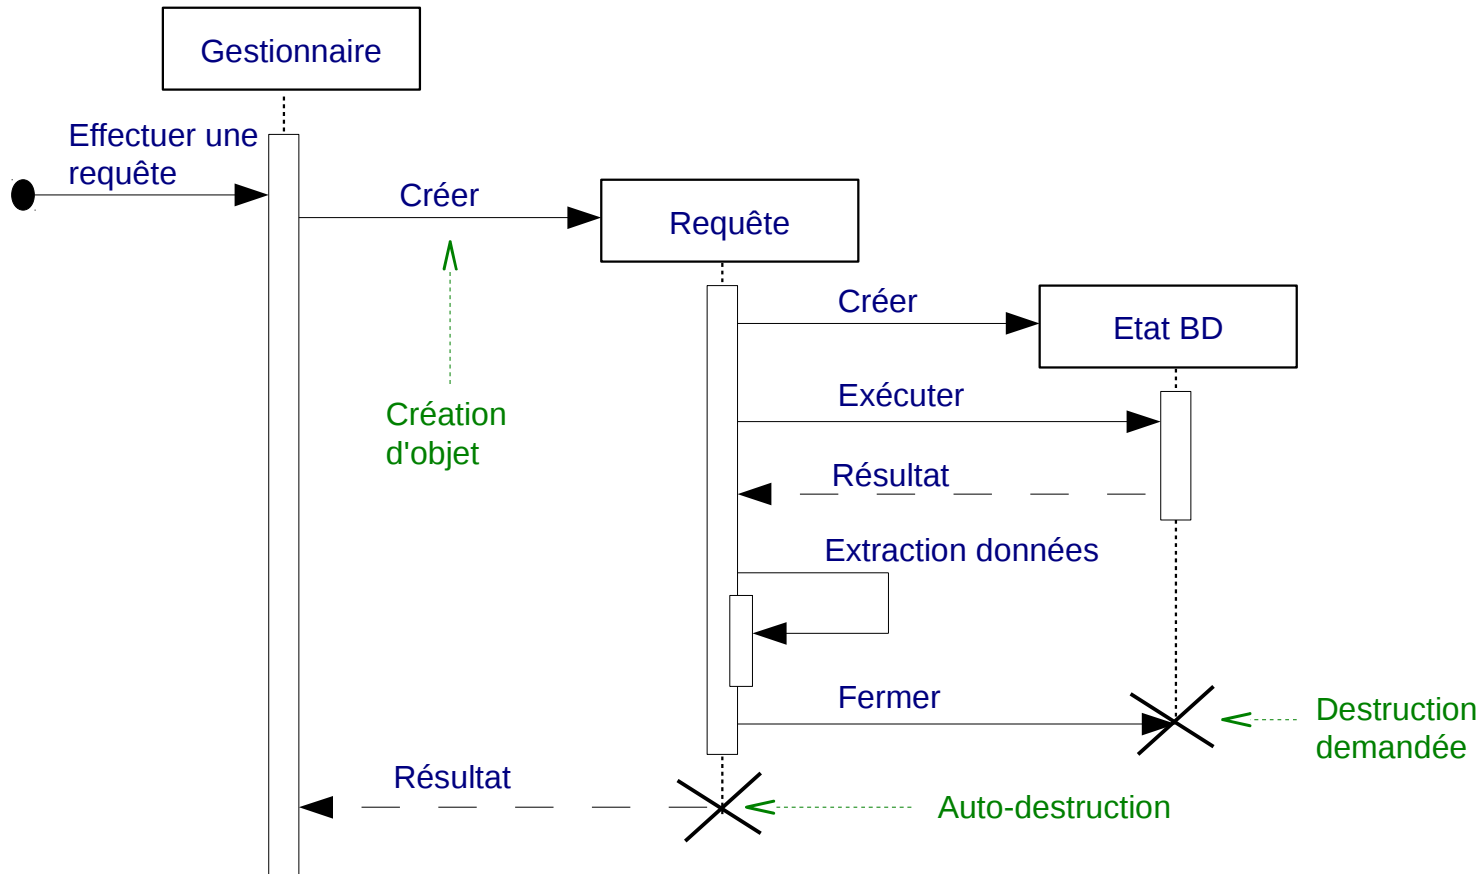 Gestionnaire
Effectuer une
requête
Créer
Requête
Créer
Etat BD
Exécuter
Création
d'objet
Résultat
Extraction données
Fermer
Destruction
demandée
Résultat
Auto-destruction